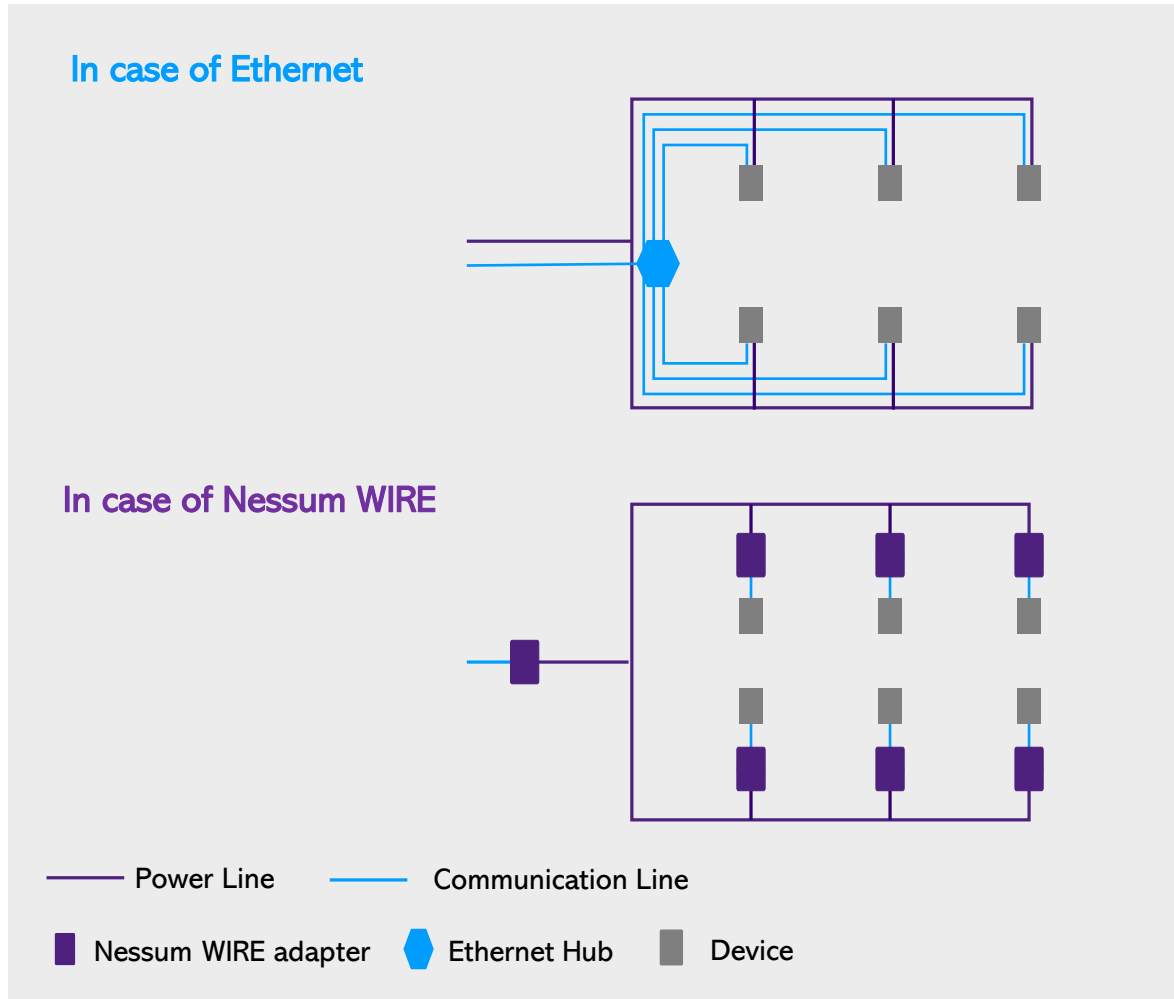 In case of Ethernet
In case of Nessum WIRE
Power Line
Communication Line
Nessum WIRE adapter
Ethernet Hub
Device